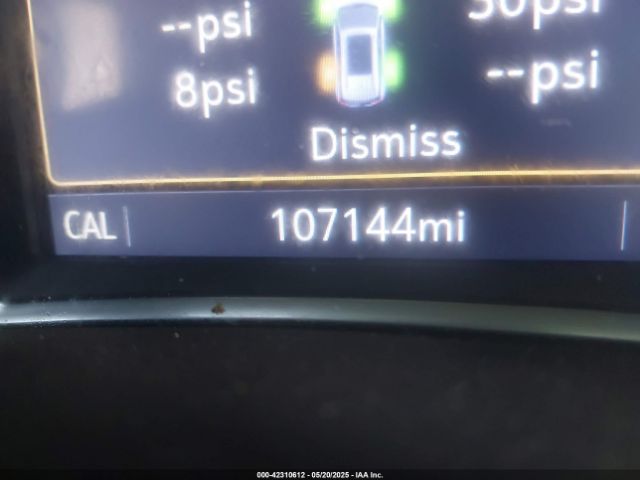 --psi 30psi
8psi --psi
Dismiss
CAL 107144mi
000-42310612 - 05/20/2025 - IAA Inc.